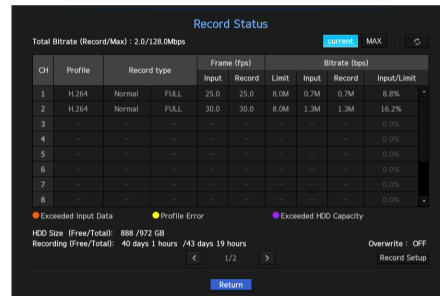 Record Status
Total Bitrate (Record/Max) : 2.0/128.0Mbps current MAX
CH Profile Record type Frame (fps) Bitrate (bps)
Input Record Limit Input Record Input/Limit
1 H.264 Normal FULL 25.0 25.0 8.0M 0.7M 0.7M 8.8%
2 H.264 Normal FULL 30.0 30.0 8.0M 1.3M 1.3M 16.2%
3 – – – – – – – – 0.0%
4 – – – – – – – – 0.0%
5 – – – – – – – – 0.0%
6 – – – – – – – – 0.0%
7 – – – – – – – – 0.0%
8 – – – – – – – – 0.0%
Exceeded Input Data Profile Error Exceeded HDD Capacity
HDD Size (Free/Total): 888 /972 GB
Recording (Free/Total): 40 days 1 hours /43 days 19 hours Overwrite : OFF
< 1/2 > Record Setup
Return